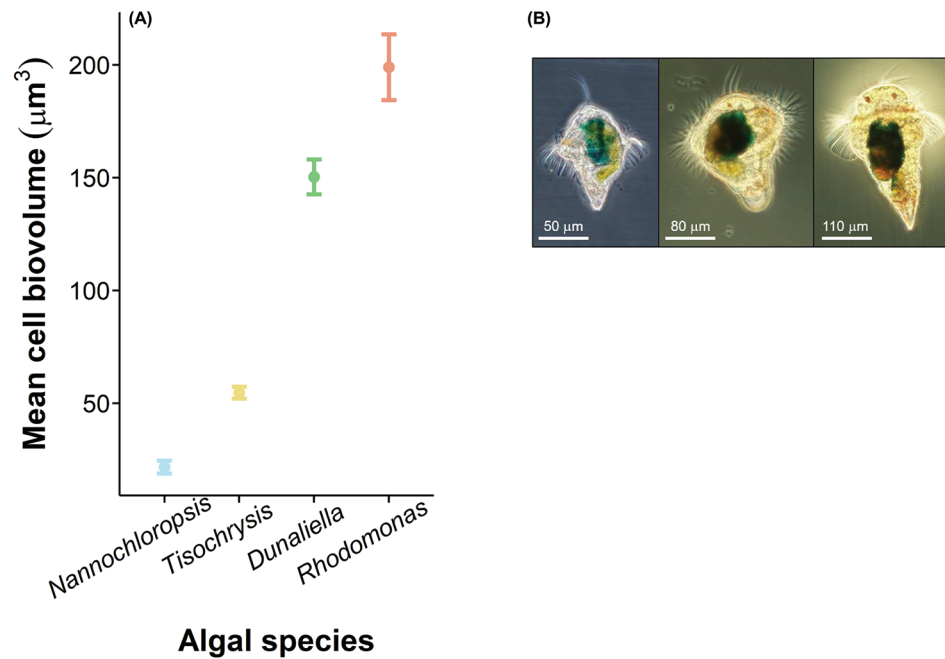 (A)
Mean cell biovolume (μm³)
200
150
100
50
Nannochloropsis
Tisochrysis
Dunaliella
Rhodomonas
Algal species
(B)
50 μm
80 μm
110 μm